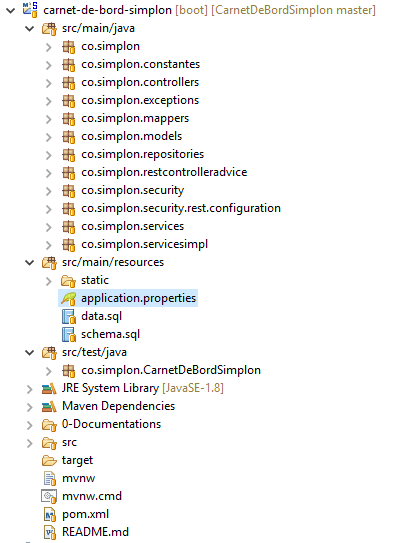 carnet-de-bord-simplon [boot] [CarnetDeBordSimplon master]
src/main/java
co.simplon
co.simplon.constantes
co.simplon.controllers
co.simplon.exceptions
co.simplon.mappers
co.simplon.models
co.simplon.repositories
co.simplon.restcontrolleradvice
co.simplon.security
co.simplon.security.rest.configuration
co.simplon.services
co.simplon.servicesimpl
src/main/resources
static
application.properties
data.sql
schema.sql
src/test/java
co.simplon.CarnetDeBordSimplon
JRE System Library [JavaSE-1.8]
Maven Dependencies
0-Documentations
src
target
mvnw
mvnw.cmd
pom.xml
README.md